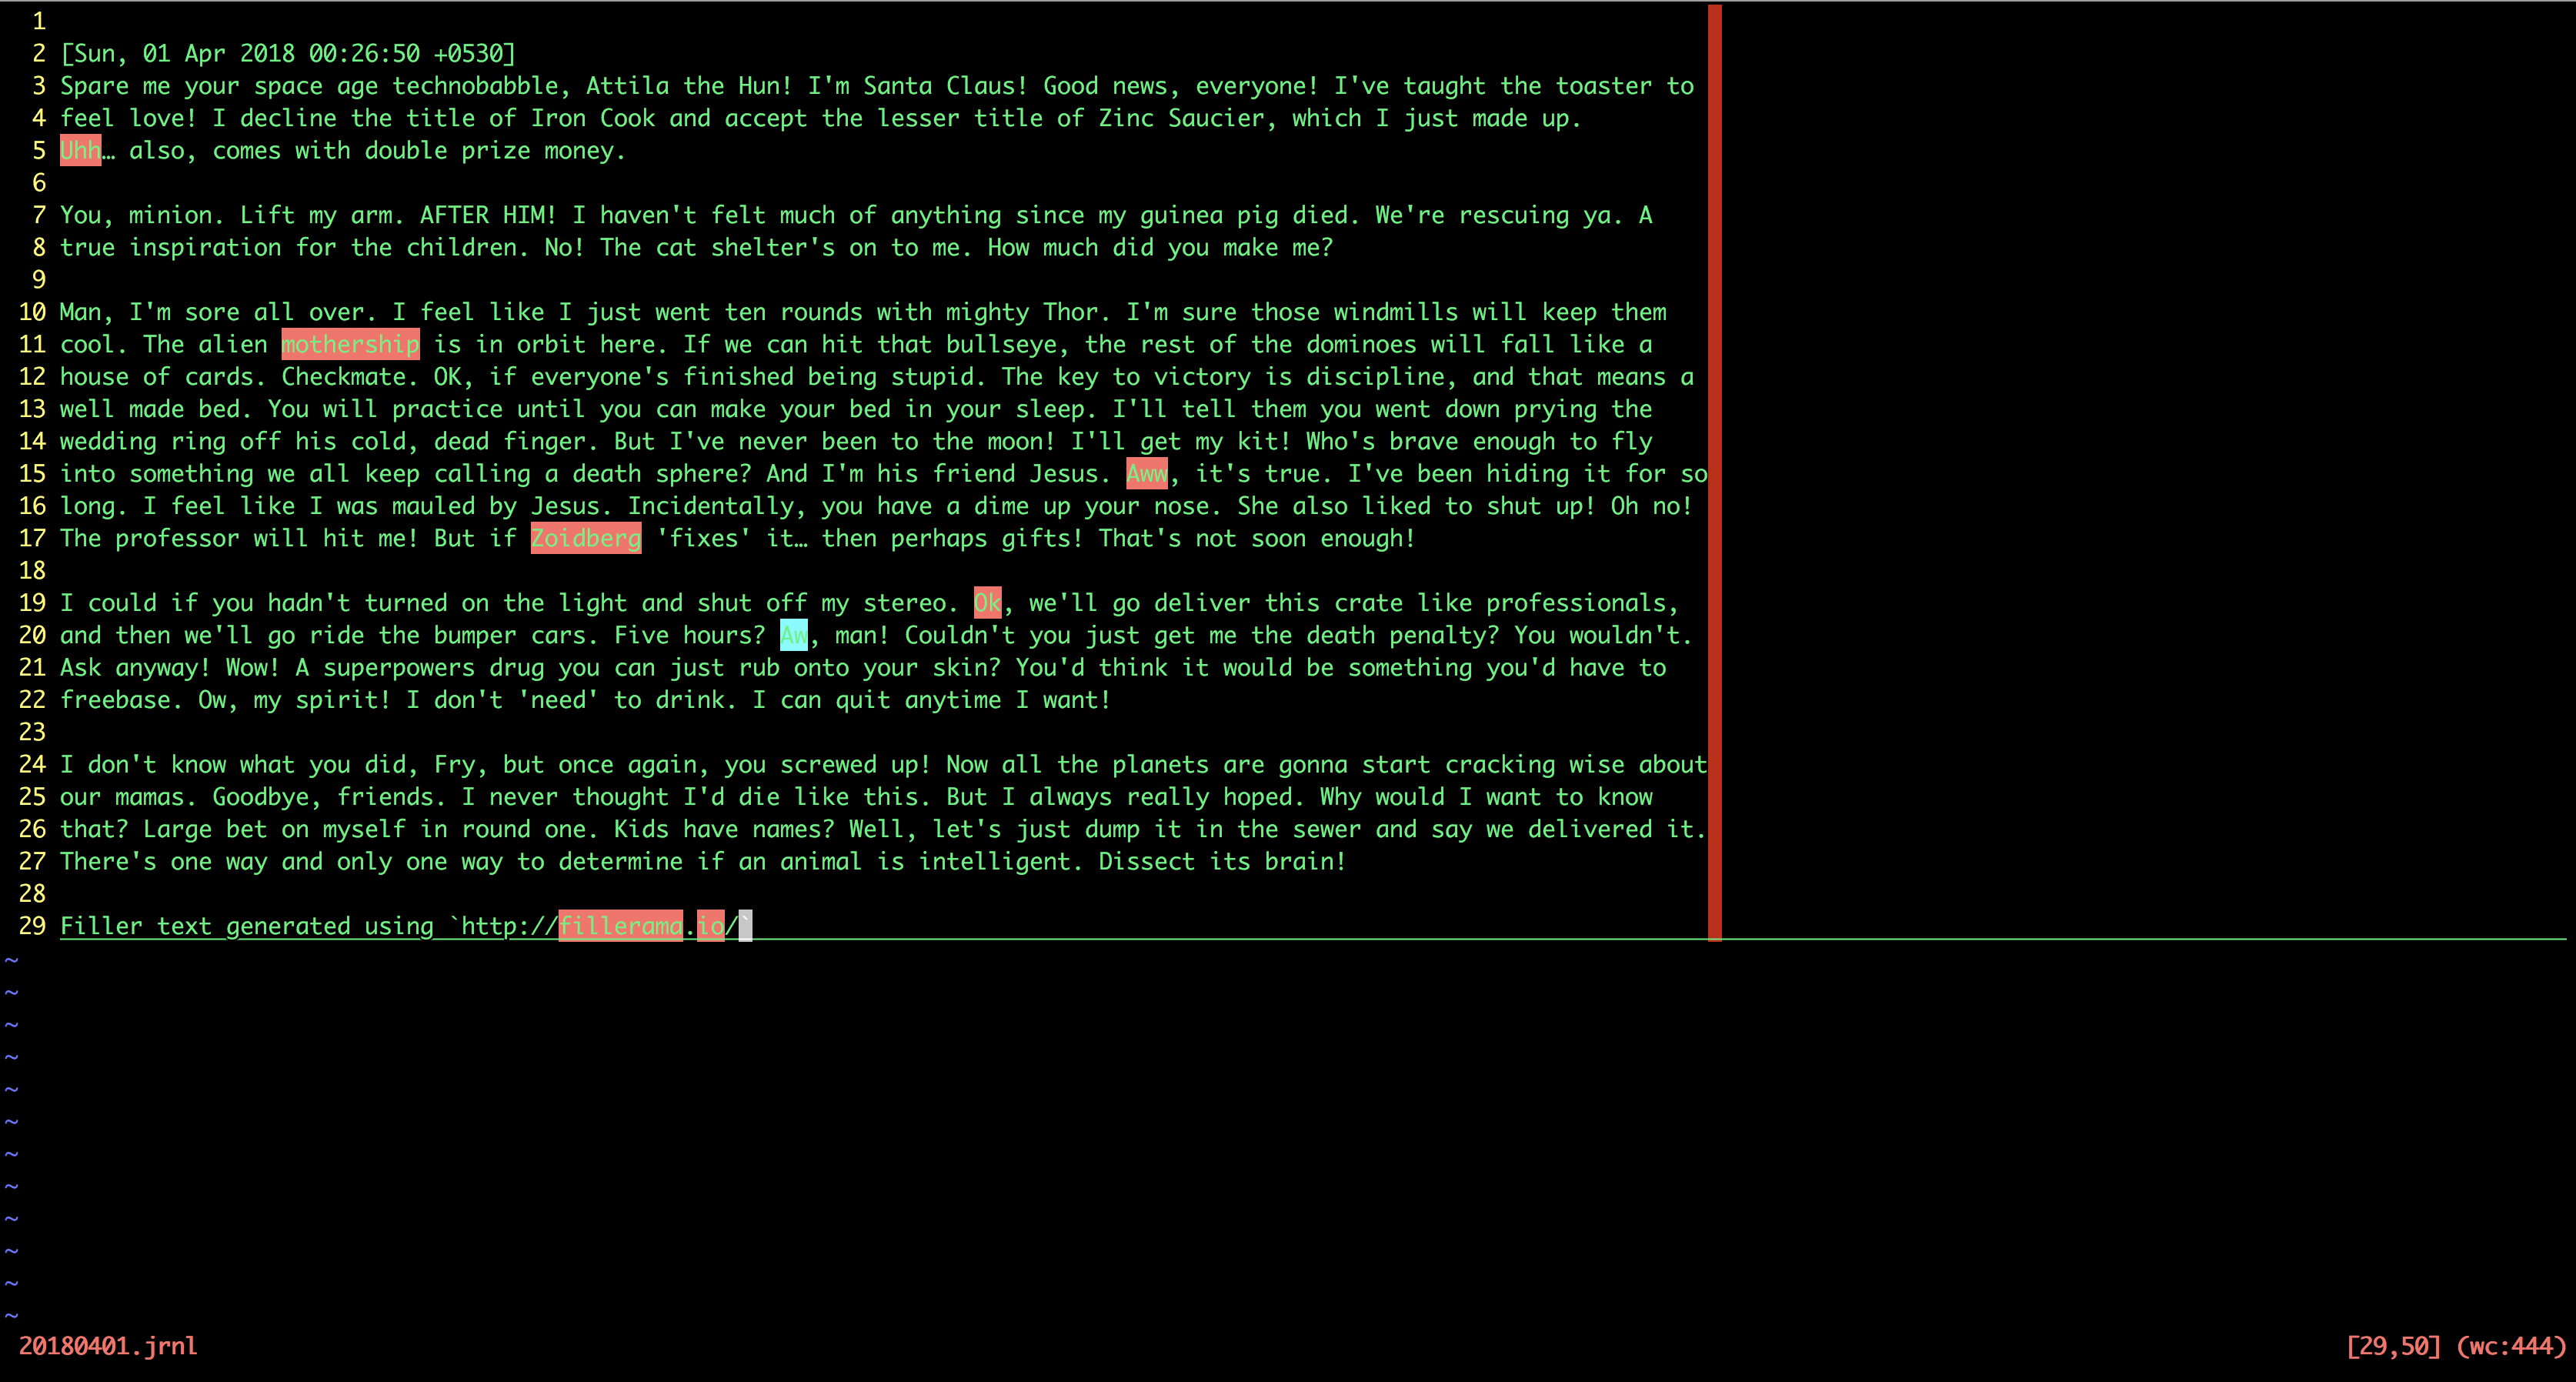 1
2 [Sun, 01 Apr 2018 00:26:50 +0530]
3 Spare me your space age technobabble, Attila the Hun! I'm Santa Claus! Good news, everyone! I've taught the toaster to
4 feel love! I decline the title of Iron Cook and accept the lesser title of Zinc Saucier, which I just made up.
5 Uhh… also, comes with double prize money.
6
7 You, minion. Lift my arm. AFTER HIM! I haven't felt much of anything since my guinea pig died. We're rescuing ya. A
8 true inspiration for the children. No! The cat shelter's on to me. How much did you make me?
9
10 Man, I'm sore all over. I feel like I just went ten rounds with mighty Thor. I'm sure those windmills will keep them
11 cool. The alien mothership is in orbit here. If we can hit that bullseye, the rest of the dominoes will fall like a
12 house of cards. Checkmate. OK, if everyone's finished being stupid. The key to victory is discipline, and that means a
13 well made bed. You will practice until you can make your bed in your sleep. I'll tell them you went down prying the
14 wedding ring off his cold, dead finger. But I've never been to the moon! I'll get my kit! Who's brave enough to fly
15 into something we all keep calling a death sphere? And I'm his friend Jesus. Aww, it's true. I've been hiding it for so
16 long. I feel like I was mauled by Jesus. Incidentally, you have a dime up your nose. She also liked to shut up! Oh no!
17 The professor will hit me! But if Zoidberg 'fixes' it… then perhaps gifts! That's not soon enough!
18
19 I could if you hadn't turned on the light and shut off my stereo. Ok, we'll go deliver this crate like professionals,
20 and then we'll go ride the bumper cars. Five hours? Aw, man! Couldn't you just get me the death penalty? You wouldn't.
21 Ask anyway! Wow! A superpowers drug you can just rub onto your skin? You'd think it would be something you'd have to
22 freebase. Ow, my spirit! I don't 'need' to drink. I can quit anytime I want!
23
24 I don't know what you did, Fry, but once again, you screwed up! Now all the planets are gonna start cracking wise about
25 our mamas. Goodbye, friends. I never thought I'd die like this. But I always really hoped. Why would I want to know
26 that? Large bet on myself in round one. Kids have names? Well, let's just dump it in the sewer and say we delivered it.
27 There's one way and only one way to determine if an animal is intelligent. Dissect its brain!
28
29 Filler text generated using `http://fillerama.io/`
~
~
~
~
~
~
~
~
~
~
~
~
20180401.jrnl [29,50] (wc:444)